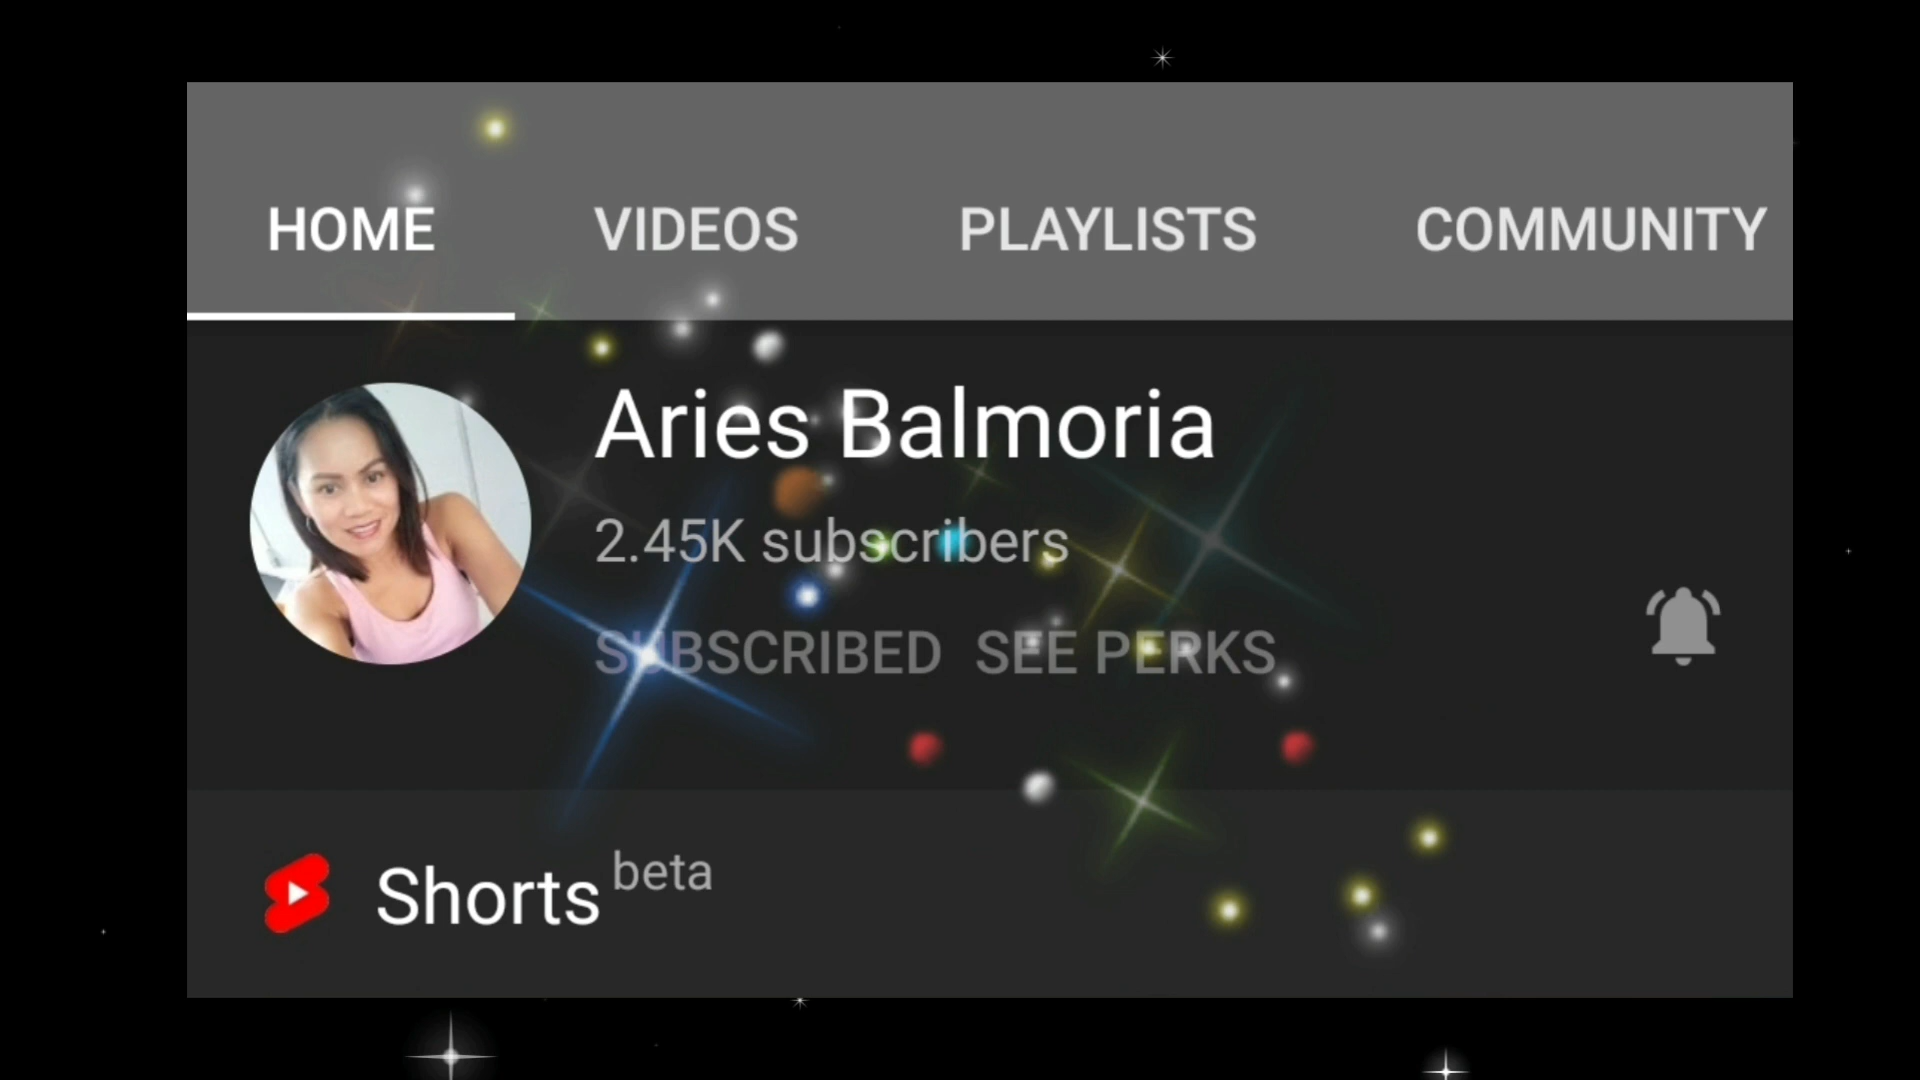 HOME VIDEOS PLAYLISTS COMMUNITY
Aries Balmoria
2.45K subscribers
SUBSCRIBED SEE PERKS
Shorts beta